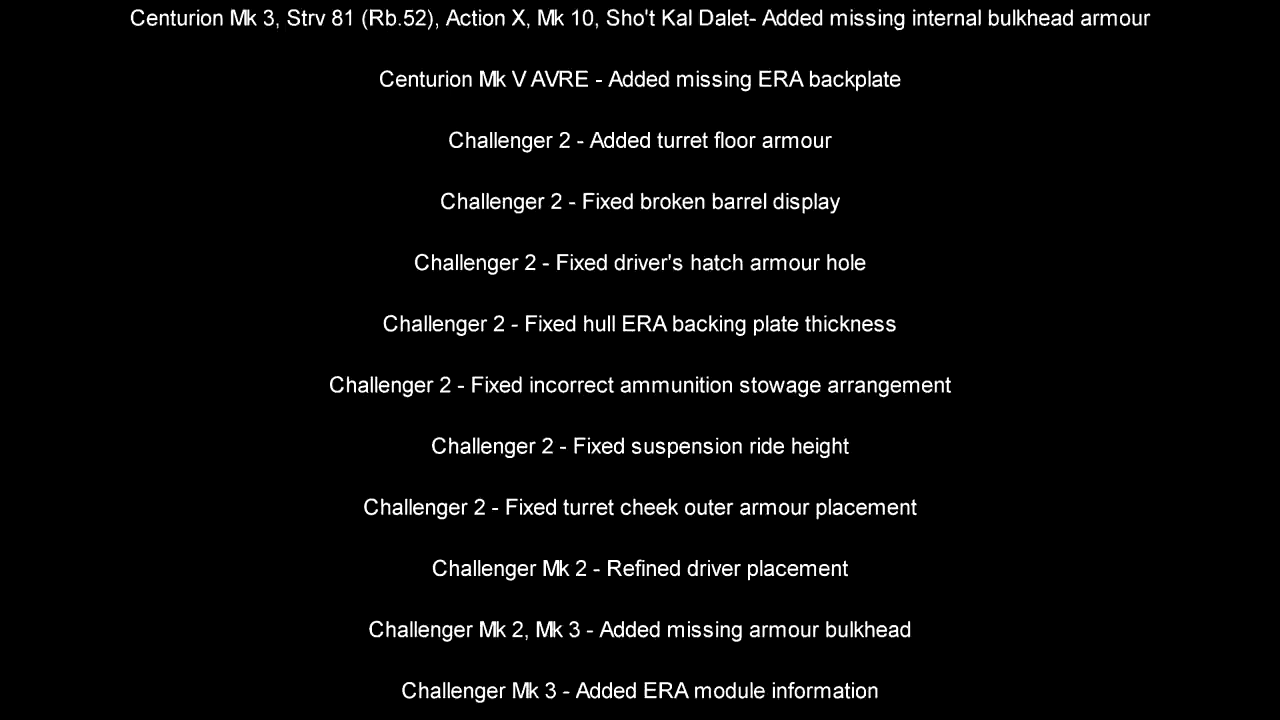 Centurion Mk 3, Strv 81 (Rb.52), Action X, Mk 10, Sho't Kal Dalet- Added missing internal bulkhead armour
Centurion Mk V AVRE - Added missing ERA backplate
Challenger 2 - Added turret floor armour
Challenger 2 - Fixed broken barrel display
Challenger 2 - Fixed driver's hatch armour hole
Challenger 2 - Fixed hull ERA backing plate thickness
Challenger 2 - Fixed incorrect ammunition stowage arrangement
Challenger 2 - Fixed suspension ride height
Challenger 2 - Fixed turret cheek outer armour placement
Challenger Mk 2 - Refined driver placement
Challenger Mk 2, Mk 3 - Added missing armour bulkhead
Challenger Mk 3 - Added ERA module information